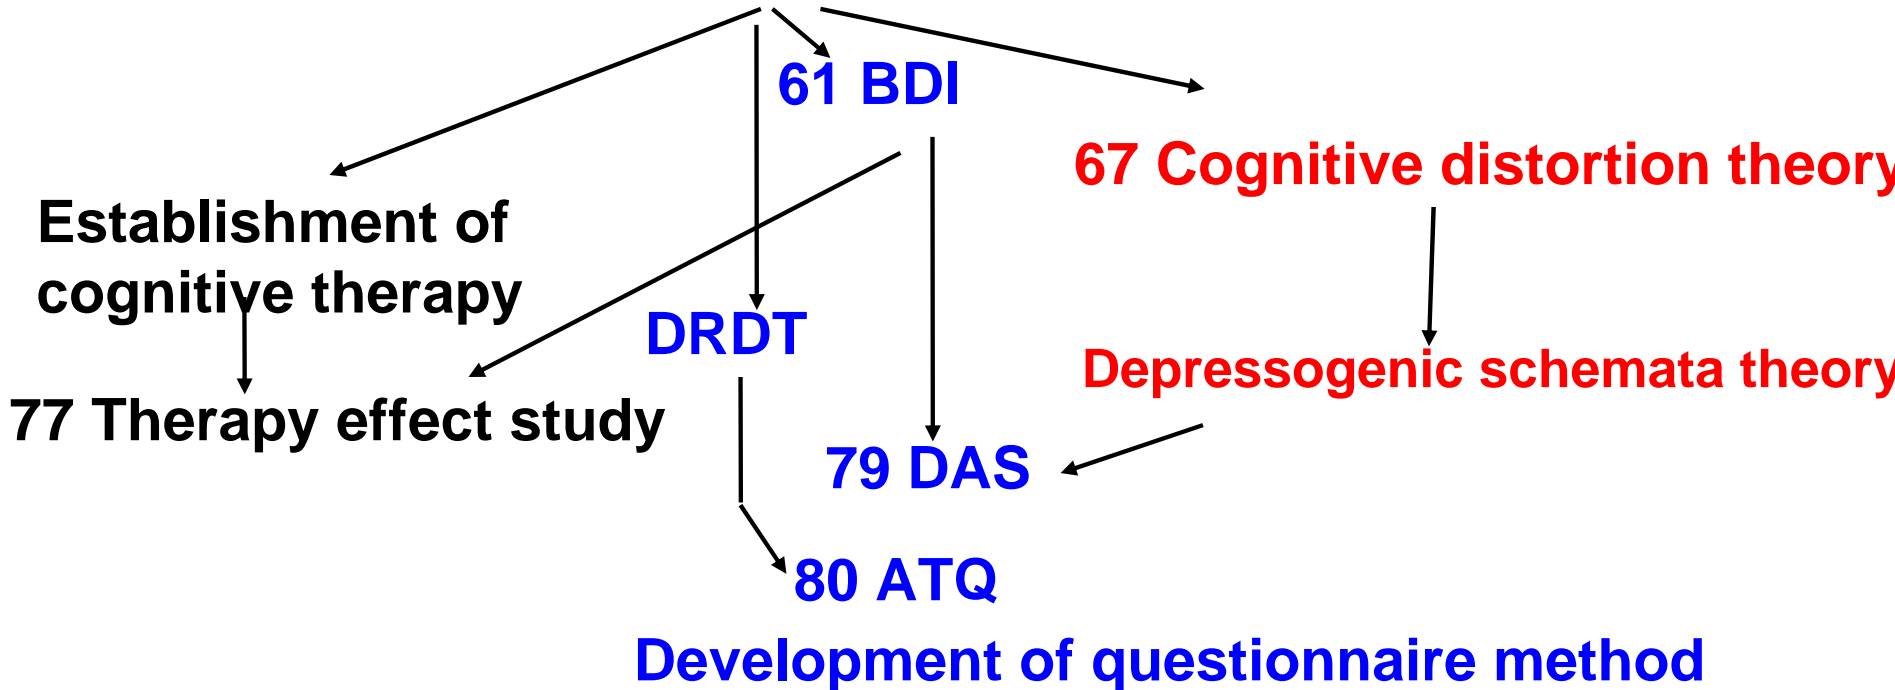 61 BDI
67 Cognitive distortion theory
Establishment of
cognitive therapy
DRDT
Depressogenic schemata theory
77 Therapy effect study
79 DAS
80 ATQ
Development of questionnaire method